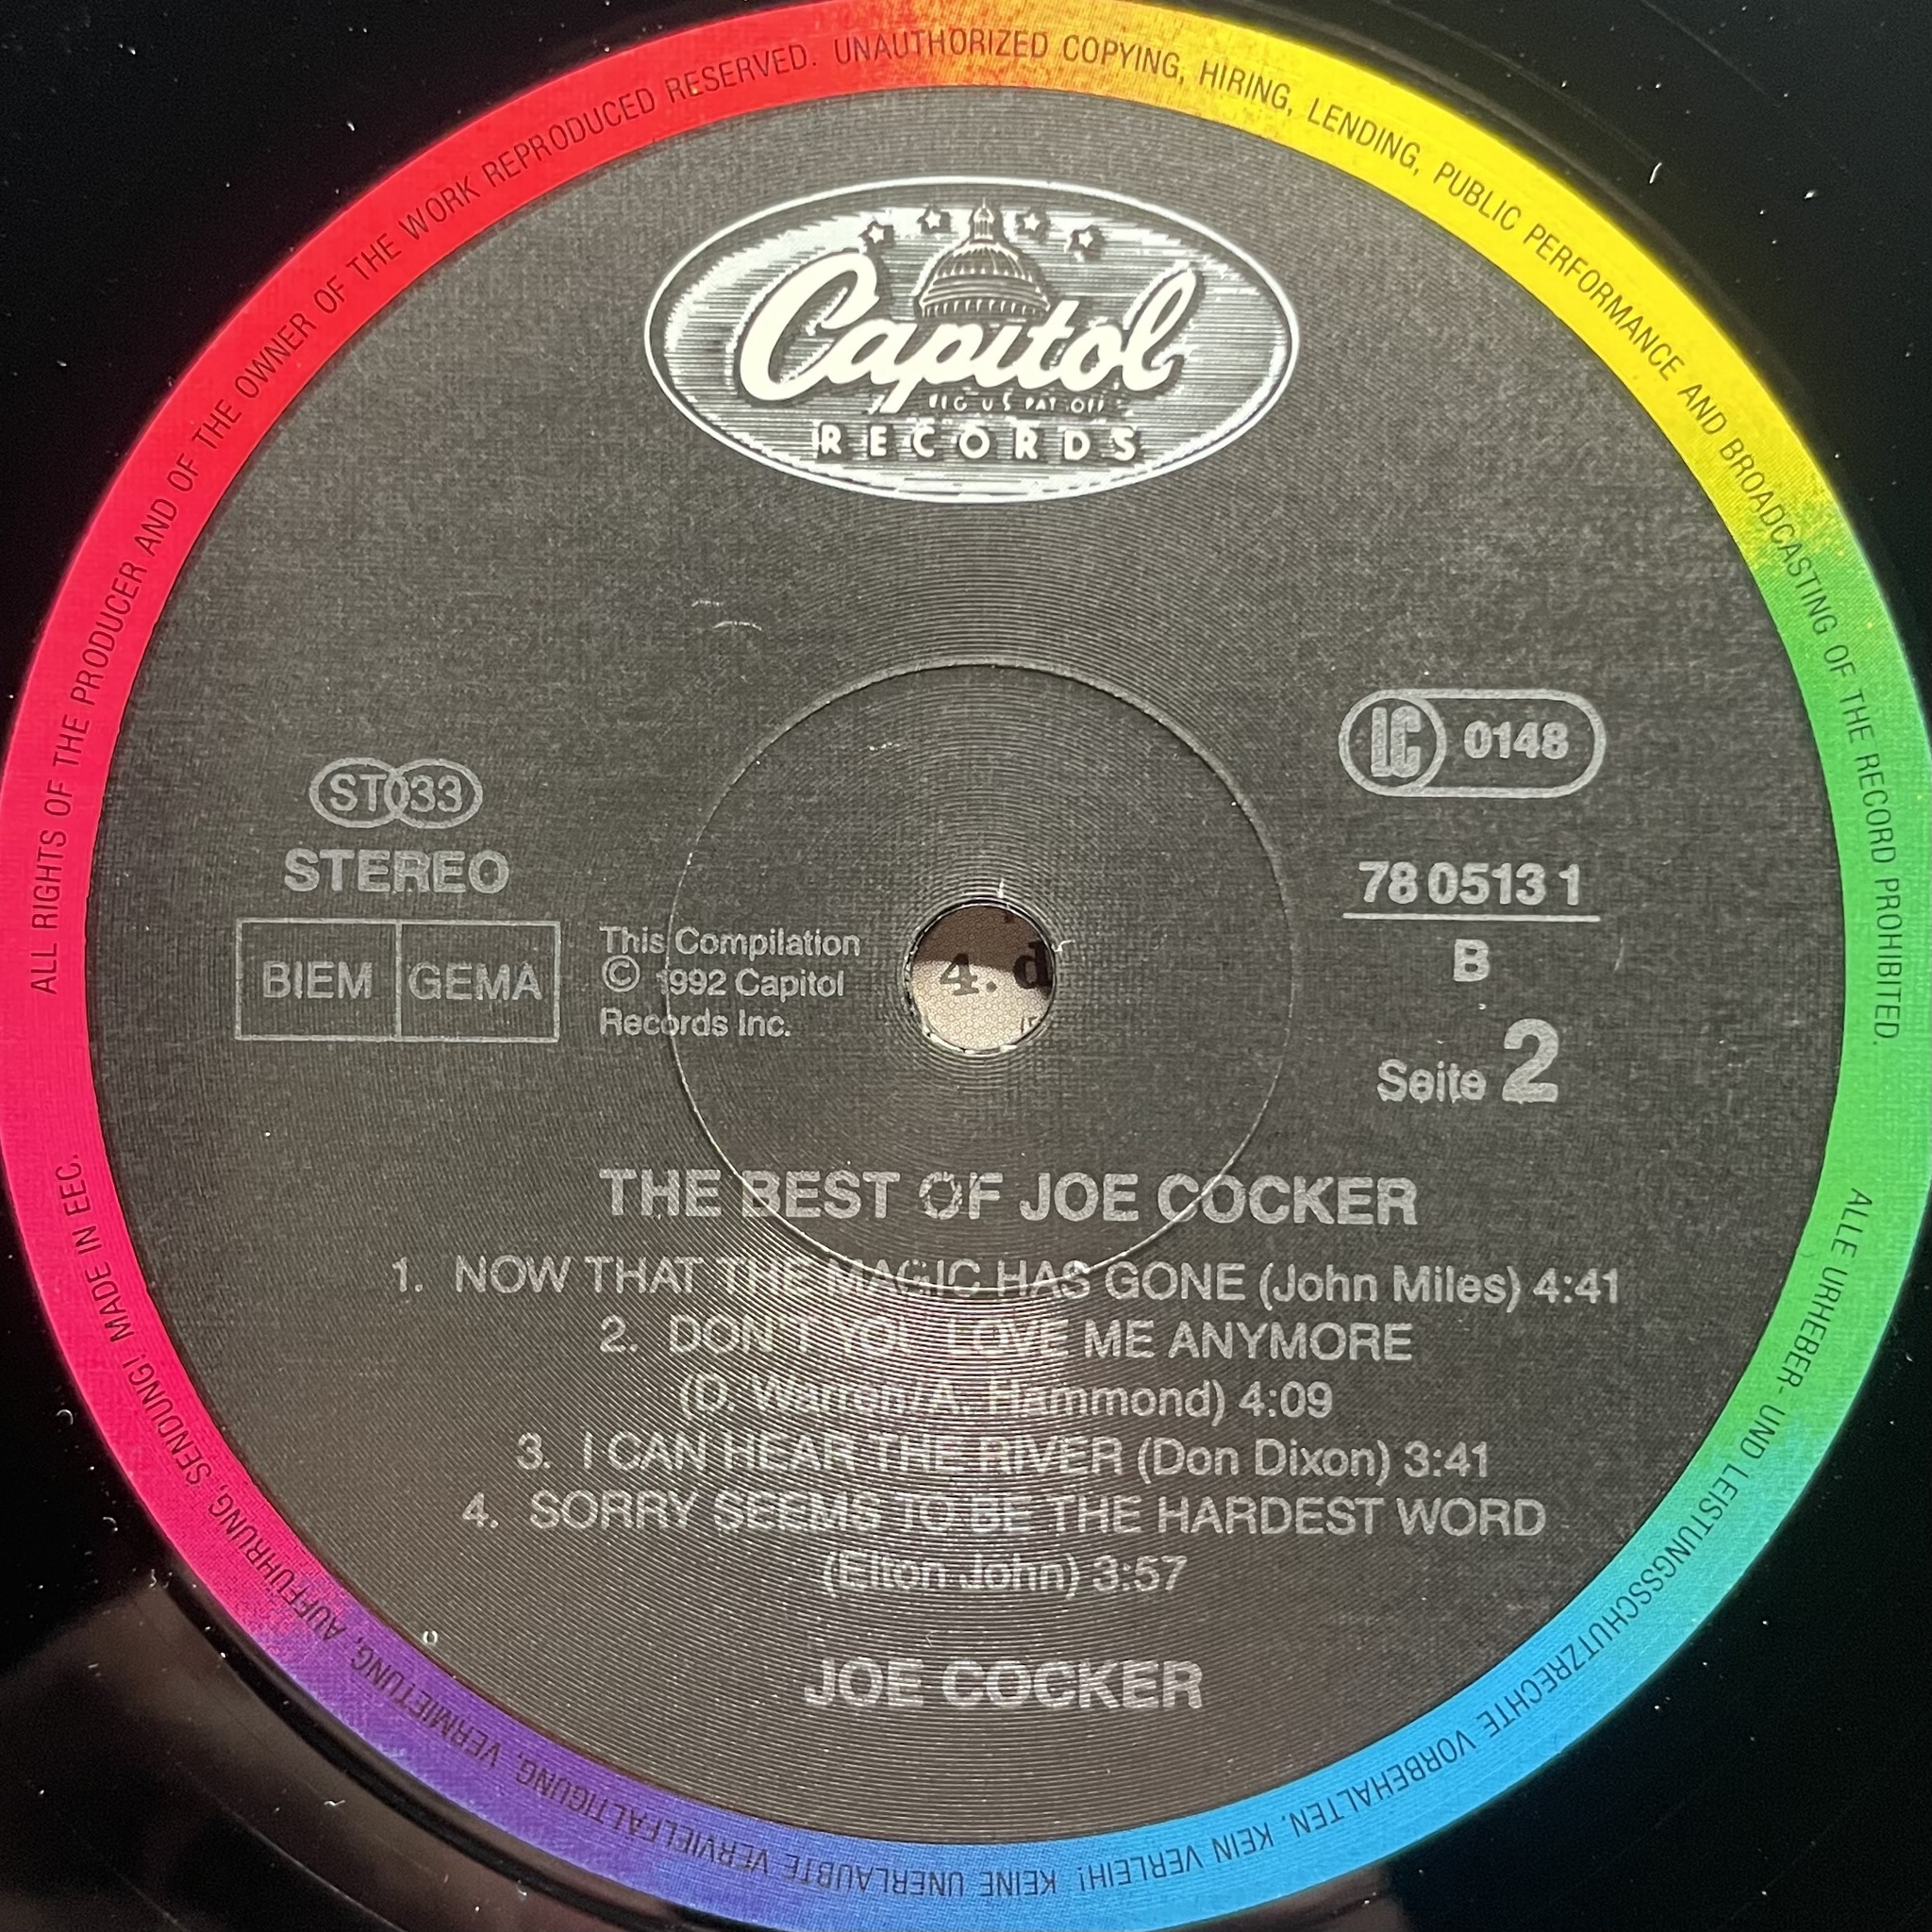 ALL RIGHTS OF THE PRODUCER AND OF THE OWNER OF THE WORK REPRODUCED RESERVED. UNAUTHORIZED COPYING, HIRING, LENDING, PUBLIC PERFORMANCE AND BROADCASTING OF THE RECORD PROHIBITED.
Capitol
REG U S PAT OFF
RECORDS
LC 0148
ST 33
STEREO
BIEM GEMA
This Compilation
© 1992 Capitol
Records Inc.
4. d
78 0513 1
B
Seite 2
THE BEST OF JOE COCKER
1. NOW THAT THE MAGIC HAS GONE (John Miles) 4:41
2. DON'T YOU LOVE ME ANYMORE
(D. Warren/A. Hammond) 4:09
3. I CAN HEAR THE RIVER (Don Dixon) 3:41
4. SORRY SEEMS TO BE THE HARDEST WORD
(Elton John) 3:57
JOE COCKER
ALLE URHEBER- UND LEISTUNGSSCHUTZRECHTE VORBEHALTEN. KEIN VERLEIH! KEINE UNERLAUBTE VERVIELFÄLTIGUNG, VERMIETUNG, AUFFÜHRUNG, SENDUNG! MADE IN EEC.